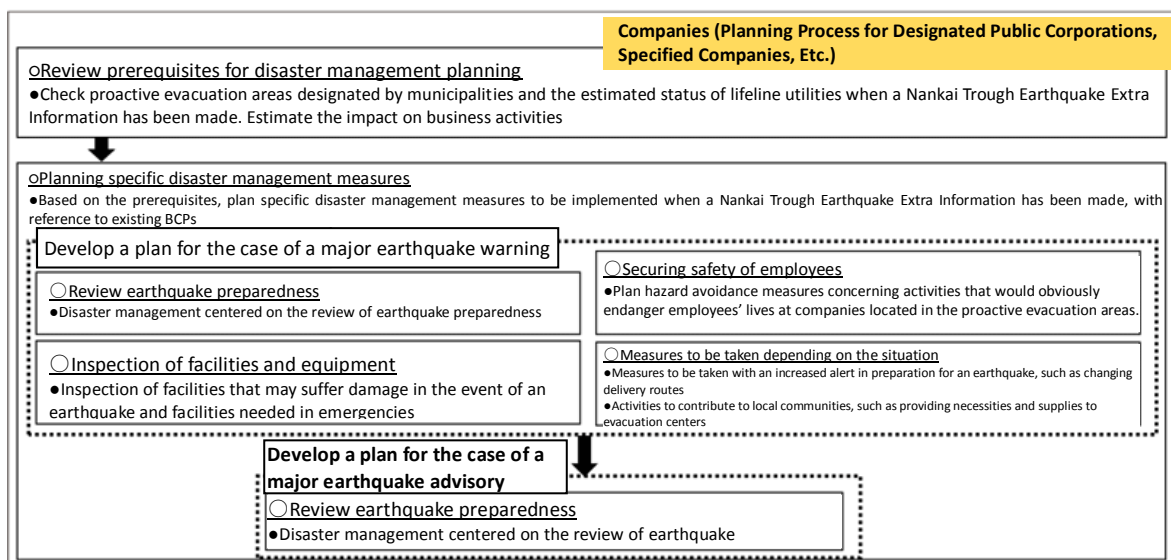 Companies (Planning Process for Designated Public Corporations,
Specified Companies, Etc.)
○Review prerequisites for disaster management planning
●Check proactive evacuation areas designated by municipalities and the estimated status of lifeline utilities when a Nankai Trough Earthquake Extra
Information has been made. Estimate the impact on business activities
○Planning specific disaster management measures
●Based on the prerequisites, plan specific disaster management measures to be implemented when a Nankai Trough Earthquake Extra Information has been made, with
reference to existing BCPs
Develop a plan for the case of a major earthquake warning
○Review earthquake preparedness
●Disaster management centered on the review of earthquake preparedness
○Securing safety of employees
●Plan hazard avoidance measures concerning activities that would obviously
endanger employees' lives at companies located in the proactive evacuation areas.
○Inspection of facilities and equipment
●Inspection of facilities that may suffer damage in the event of an
earthquake and facilities needed in emergencies
○Measures to be taken depending on the situation
●Measures to be taken with an increased alert in preparation for an earthquake, such as changing
delivery routes
●Activities to contribute to local communities, such as providing necessities and supplies to
evacuation centers
Develop a plan for the case of a
major earthquake advisory
○Review earthquake preparedness
●Disaster management centered on the review of earthquake